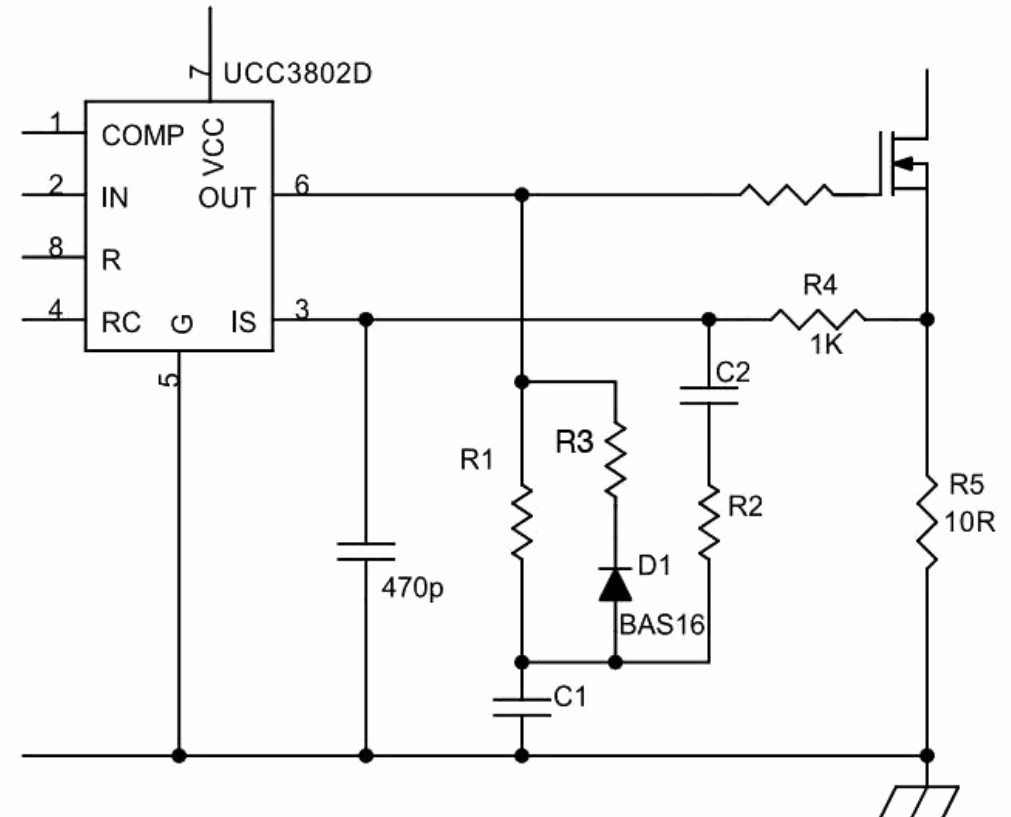 7
UCC3802D
1
COMP
VCC
2
IN
OUT
6
8
R
4
RC
G
IS
3
5
R4
1K
C2
R1
R3
R2
R5
10R
D1
470p
BAS16
C1